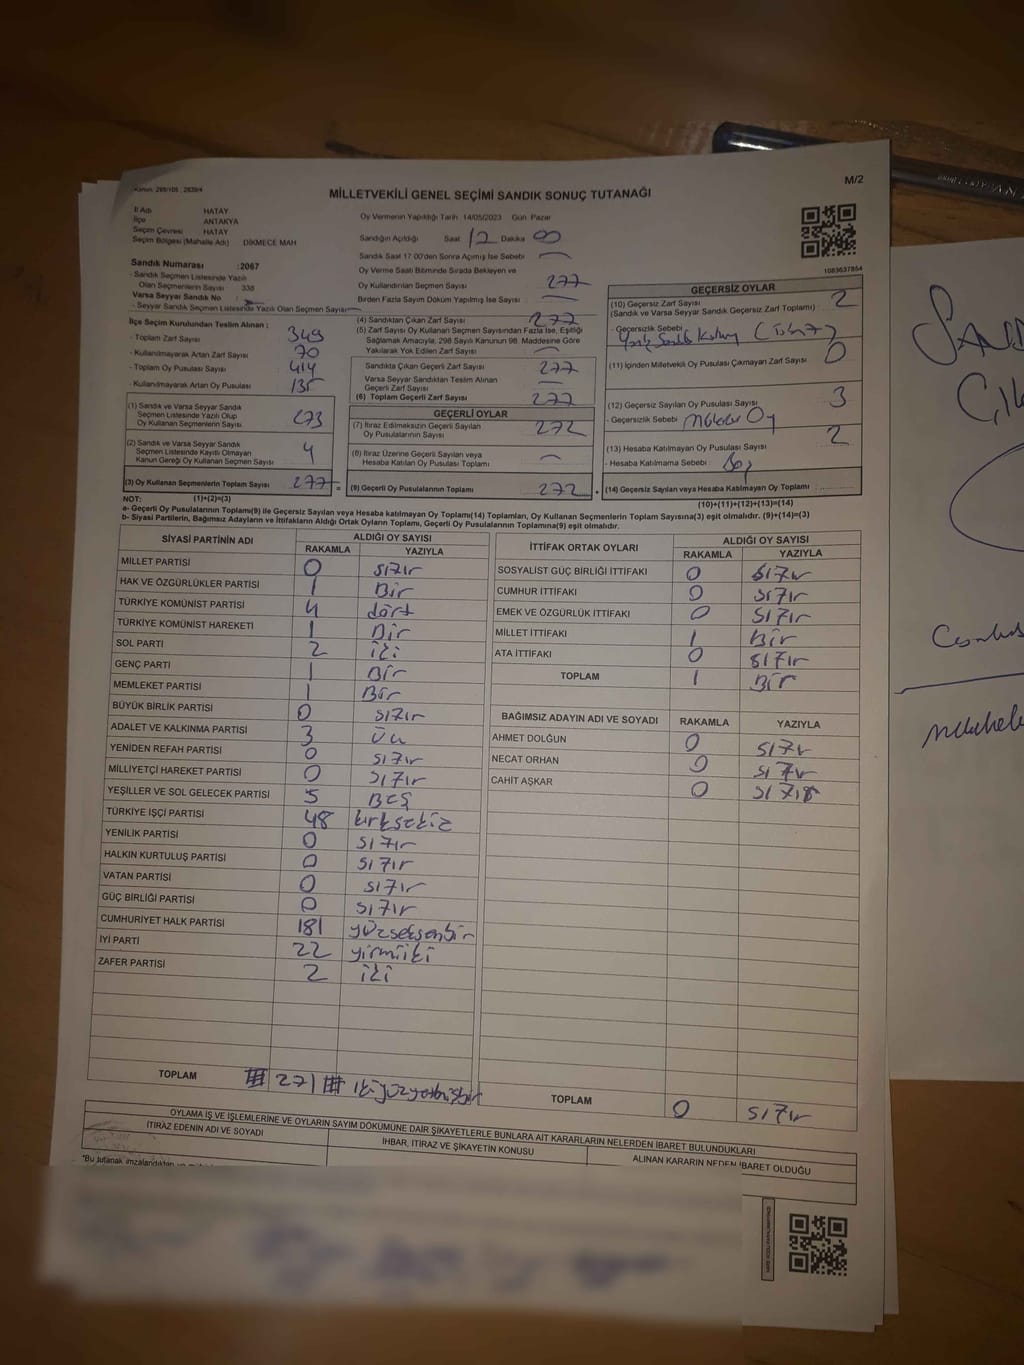 Kanun: 298/105 ; 2839/4
M/2
MİLLETVEKİLİ GENEL SEÇİMİ SANDIK SONUÇ TUTANAĞI
İl Adı HATAY
İlçe ANTAKYA
Seçim Çevresi HATAY
Seçim Bölgesi (Mahalle Adı) DİKMECE MAH
Sandık Numarası :2067
- Sandık Seçmen Listesinde Yazılı
Olan Seçmenlerin Sayısı 338
Varsa Seyyar Sandık No :
- Seyyar Sandık Seçmen Listesinde Yazılı Olan Seçmen Sayısı
Oy Vermenin Yapıldığı Tarih 14/05/2023 Gün Pazar
Sandığın Açıldığı Saat 12 Dakika 00
Sandık Saat 17.00'den Sonra Açılmış İse Sebebi
Oy Verme Saati Bitiminde Sırada Bekleyen ve
Oy Kullandırılan Seçmen Sayısı 277
Birden Fazla Sayım Döküm Yapılmış İse Sayısı
1083637854
İlçe Seçim Kurulundan Teslim Alınan ;
- Toplam Zarf Sayısı 349
- Kullanılmayarak Artan Zarf Sayısı 70
- Toplam Oy Pusulası Sayısı 414
- Kullanılmayarak Artan Oy Pusulası 135
(1) Sandık ve Varsa Seyyar Sandık
Seçmen Listesinde Yazılı Olup
Oy Kullanan Seçmenlerin Sayısı 273
(2) Sandık ve Varsa Seyyar Sandık
Seçmen Listesinde Kayıtlı Olmayan
Kanun Gereği Oy Kullanan Seçmen Sayısı 4
(3) Oy Kullanan Seçmenlerin Toplam Sayısı 277 =
(4) Sandıktan Çıkan Zarf Sayısı 277
(5) Zarf Sayısı Oy Kullanan Seçmen Sayısından Fazla İse, Eşitliği
Sağlamak Amacıyla, 298 Sayılı Kanunun 98. Maddesine Göre
Yakılarak Yok Edilen Zarf Sayısı
Sandıkta Çıkan Geçerli Zarf Sayısı 277
Varsa Seyyar Sandıktan Teslim Alınan
Geçerli Zarf Sayısı
(6) Toplam Geçerli Zarf Sayısı 277
GEÇERLİ OYLAR
(7) İtiraz Edilmeksizin Geçerli Sayılan
Oy Pusulalarının Sayısı 272
(8) İtiraz Üzerine Geçerli Sayılan veya
Hesaba Katılan Oy Pusulası Toplamı
(9) Geçerli Oy Pusulalarının Toplamı 272 +
GEÇERSİZ OYLAR
(10) Geçersiz Zarf Sayısı
(Sandık ve Varsa Seyyar Sandık Geçersiz Zarf Toplamı) : 2
- Geçersizlik Sebebi
(11) İçinden Milletvekili Oy Pusulası Çıkmayan Zarf Sayısı 0
(12) Geçersiz Sayılan Oy Pusulası Sayısı 3
- Geçersizlik Sebebi : Oy
(13) Hesaba Katılmayan Oy Pusulası Sayısı 2
- Hesaba Katılmama Sebebi : Boş
(14) Geçersiz Sayılan veya Hesaba Katılmayan Oy Toplamı :
NOT: (1)+(2)=(3) (10)+(11)+(12)+(13)=(14)
a- Geçerli Oy Pusulaları Toplamı(9) ile Geçersiz Sayılan veya Hesaba katılmayan Oy Toplamı(14) Toplamları, Oy Kullanan Seçmenlerin Toplam Sayısına(3) eşit olmalıdır. (9)+(14)=(3)
b- Siyasi Partilerin, Bağımsız Adayların ve İttifakların Aldığı Ortak Oyların Toplamı, Geçerli Oy Pusulalarının Toplamına(9) eşit olmalıdır.
SİYASİ PARTİNİN ADI ALDIĞI OY SAYISI
RAKAMLA YAZIYLA
MİLLET PARTİSİ 0 sıfır
HAK VE ÖZGÜRLÜKLER PARTİSİ 1 Bir
TÜRKİYE KOMÜNİST PARTİSİ 4 dört
TÜRKİYE KOMÜNİST HAREKETİ 1 Bir
SOL PARTİ 2 iki
GENÇ PARTİ 1 Bir
MEMLEKET PARTİSİ 1 Bir
BÜYÜK BİRLİK PARTİSİ 0 sıfır
ADALET VE KALKINMA PARTİSİ 3 üç
YENİDEN REFAH PARTİSİ 0 sıfır
MİLLİYETÇİ HAREKET PARTİSİ 0 sıfır
YEŞİLLER VE SOL GELECEK PARTİSİ 5 Beş
TÜRKİYE İŞÇİ PARTİSİ 48 kırksekiz
YENİLİK PARTİSİ 0 sıfır
HALKIN KURTULUŞ PARTİSİ 0 sıfır
VATAN PARTİSİ 0 sıfır
GÜÇ BİRLİĞİ PARTİSİ 0 sıfır
CUMHURİYET HALK PARTİSİ 181 yüzseksenbir
İYİ PARTİ 22 yirmiiki
ZAFER PARTİSİ 2 iki
TOPLAM # 271 # ikiyüzyetmişbir
İTTİFAK ORTAK OYLARI ALDIĞI OY SAYISI
RAKAMLA YAZIYLA
SOSYALİST GÜÇ BİRLİĞİ İTTİFAKI 0 sıfır
CUMHUR İTTİFAKI 0 sıfır
EMEK VE ÖZGÜRLÜK İTTİFAKI 0 sıfır
MİLLET İTTİFAKI 1 Bir
ATA İTTİFAKI 0 sıfır
TOPLAM 1 Bir
BAĞIMSIZ ADAYIN ADI VE SOYADI RAKAMLA YAZIYLA
AHMET DOLĞUN 0 sıfır
NECAT ORHAN 0 sıfır
CAHİT AŞKAR 0 sıfır
TOPLAM 0 sıfır
OYLAMA İŞ VE İŞLEMLERİNE VE OYLARIN SAYIM DÖKÜMÜNE DAİR ŞİKAYETLERLE BUNLARA AİT KARARLARIN NELERDEN İBARET BULUNDUKLARI
İTİRAZ EDENİN ADI VE SOYADI İHBAR, İTİRAZ VE ŞİKAYETİN KONUSU ALINAN KARARIN NEDEN İBARET OLDUĞU
*Bu tutanak